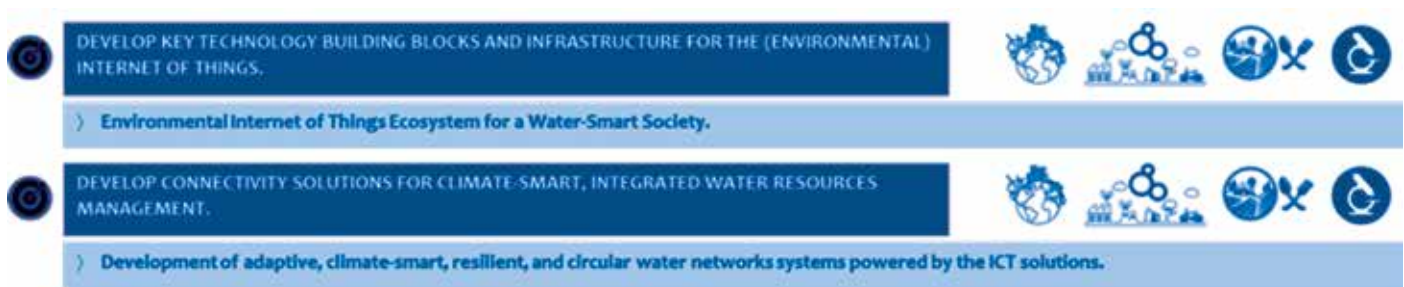 DEVELOP KEY TECHNOLOGY BUILDING BLOCKS AND INFRASTRUCTURE FOR THE (ENVIRONMENTAL)
INTERNET OF THINGS.
〉 Environmental Internet of Things Ecosystem for a Water-Smart Society.
DEVELOP CONNECTIVITY SOLUTIONS FOR CLIMATE-SMART, INTEGRATED WATER RESOURCES
MANAGEMENT.
〉 Development of adaptive, climate-smart, resilient, and circular water networks systems powered by the ICT solutions.